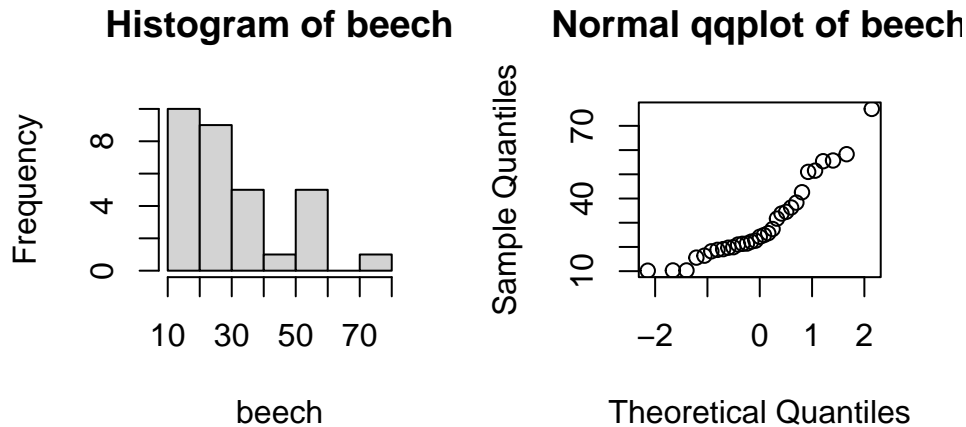 Histogram of beech
Frequency
0 4 8
10 30 50 70
beech
Normal qqplot of beech
Sample Quantiles
10 40 70
−2 0 1 2
Theoretical Quantiles